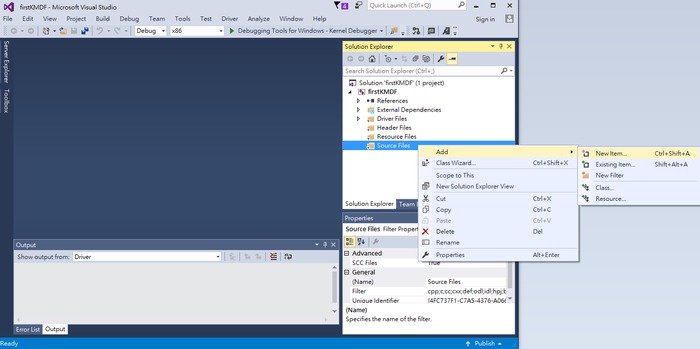 firstKMDF - Microsoft Visual Studio
4
Quick Launch (Ctrl+Q)
File Edit View Project Build Debug Team Tools Test Driver Analyze Window Help
Sign in
Debug x86 Debugging Tools for Windows - Kernel Debugger
Server Explorer
Toolbox
Solution Explorer
Search Solution Explorer (Ctrl+;)
Solution 'firstKMDF' (1 project)
firstKMDF
References
External Dependencies
Driver Files
Header Files
Resource Files
Source Files
Add
Class Wizard... Ctrl+Shift+X
Scope to This
New Solution Explorer View
Cut Ctrl+X
Copy Ctrl+C
Paste Ctrl+V
Delete Del
Rename
Properties Alt+Enter
New Item... Ctrl+Shift+A
Existing Item... Shift+Alt+A
New Filter
Class...
Resource...
Solution Explorer Team
Properties
Source Files Filter Proper
Advanced
SCC Files True
General
(Name) Source Files
Filter cpp;c;cc;cxx;def;odl;idl;hpj;b
Unique Identifier
(Name)
Specifies the name of the filter.
Output
Show output from: Driver
Error List Output
Ready
Publish